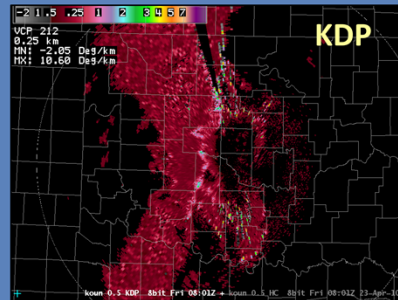 -2 1 .5 .25 1 2 3 4 5 7
KDP
VCP 212
0.25 km
MN: -2.05 Deg/km
MX: 10.60 Deg/km
koun 0.5 KDP 8bit Fri 08:01Z + koun 0.5 HC 8bit Fri 08:01Z 23-Apr-10